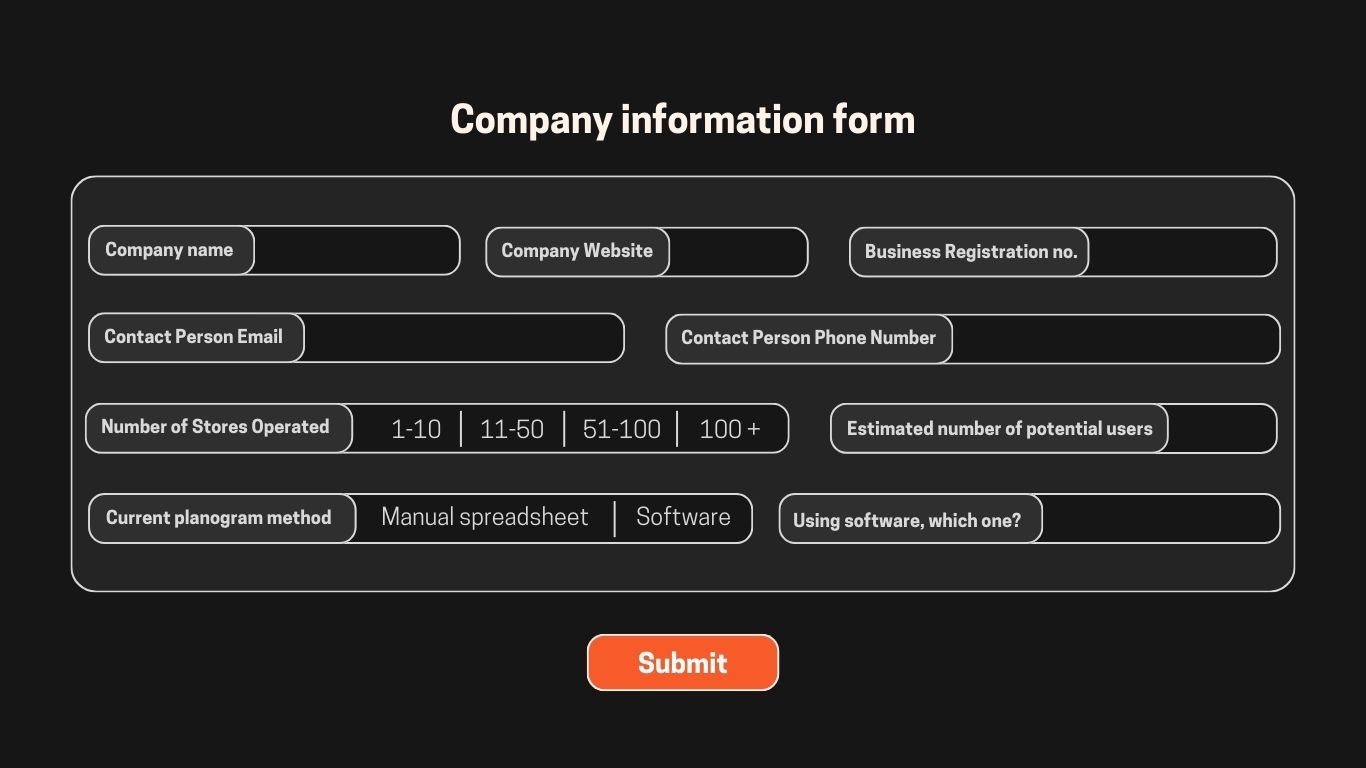 Company information form
Company name
Company Website
Business Registration no.
Contact Person Email
Contact Person Phone Number
Number of Stores Operated
1-10
11-50
51-100
100 +
Estimated number of potential users
Current planogram method
Manual spreadsheet
Software
Using software, which one?
Submit